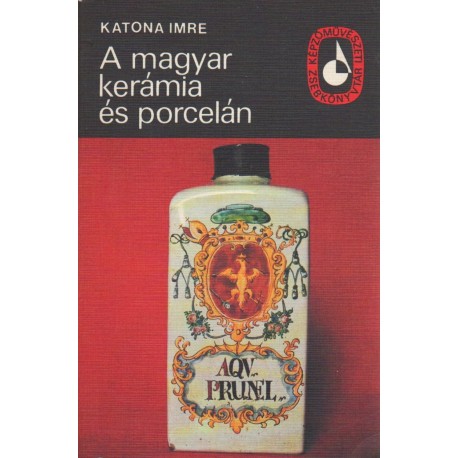 KATONA IMRE
A magyar
kerámia
és porcelán
KÉPZŐMŰVÉSZETI
ZSEBKÖNYVTÁR
AQV..
PRUNEL..